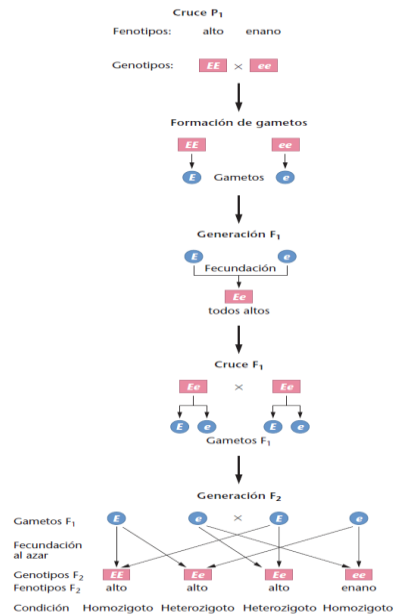 Cruce P₁
Fenotipos: alto enano
Genotipos: EE × ee
Formación de gametos
EE ee
E Gametos e
Generación F₁
E e
Fecundación
Ee
todos altos
Cruce F₁
Ee × Ee
E e E e
Gametos F₁
Generación F₂
Gametos F₁ E e × E e
Fecundación
al azar
Genotipos F₂ EE Ee Ee ee
Fenotipos F₂ alto alto alto enano
Condición Homozigoto Heterozigoto Heterozigoto Homozigoto